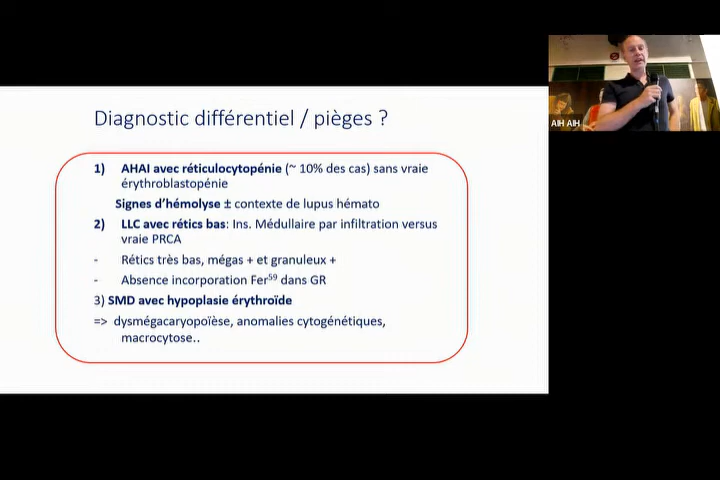 Diagnostic différentiel / pièges ?
1) AHAI avec réticulocytopénie (~ 10% des cas) sans vraie
érythroblastopénie
Signes d'hémolyse ± contexte de lupus hémato
2) LLC avec rétics bas: Ins. Médullaire par infiltration versus
vraie PRCA
- Rétics très bas, mégas + et granuleux +
- Absence incorporation Fer59 dans GR
3) SMD avec hypoplasie érythroïde
=> dysmégacaryopoïèse, anomalies cytogénétiques,
macrocytose..
AIH AIH